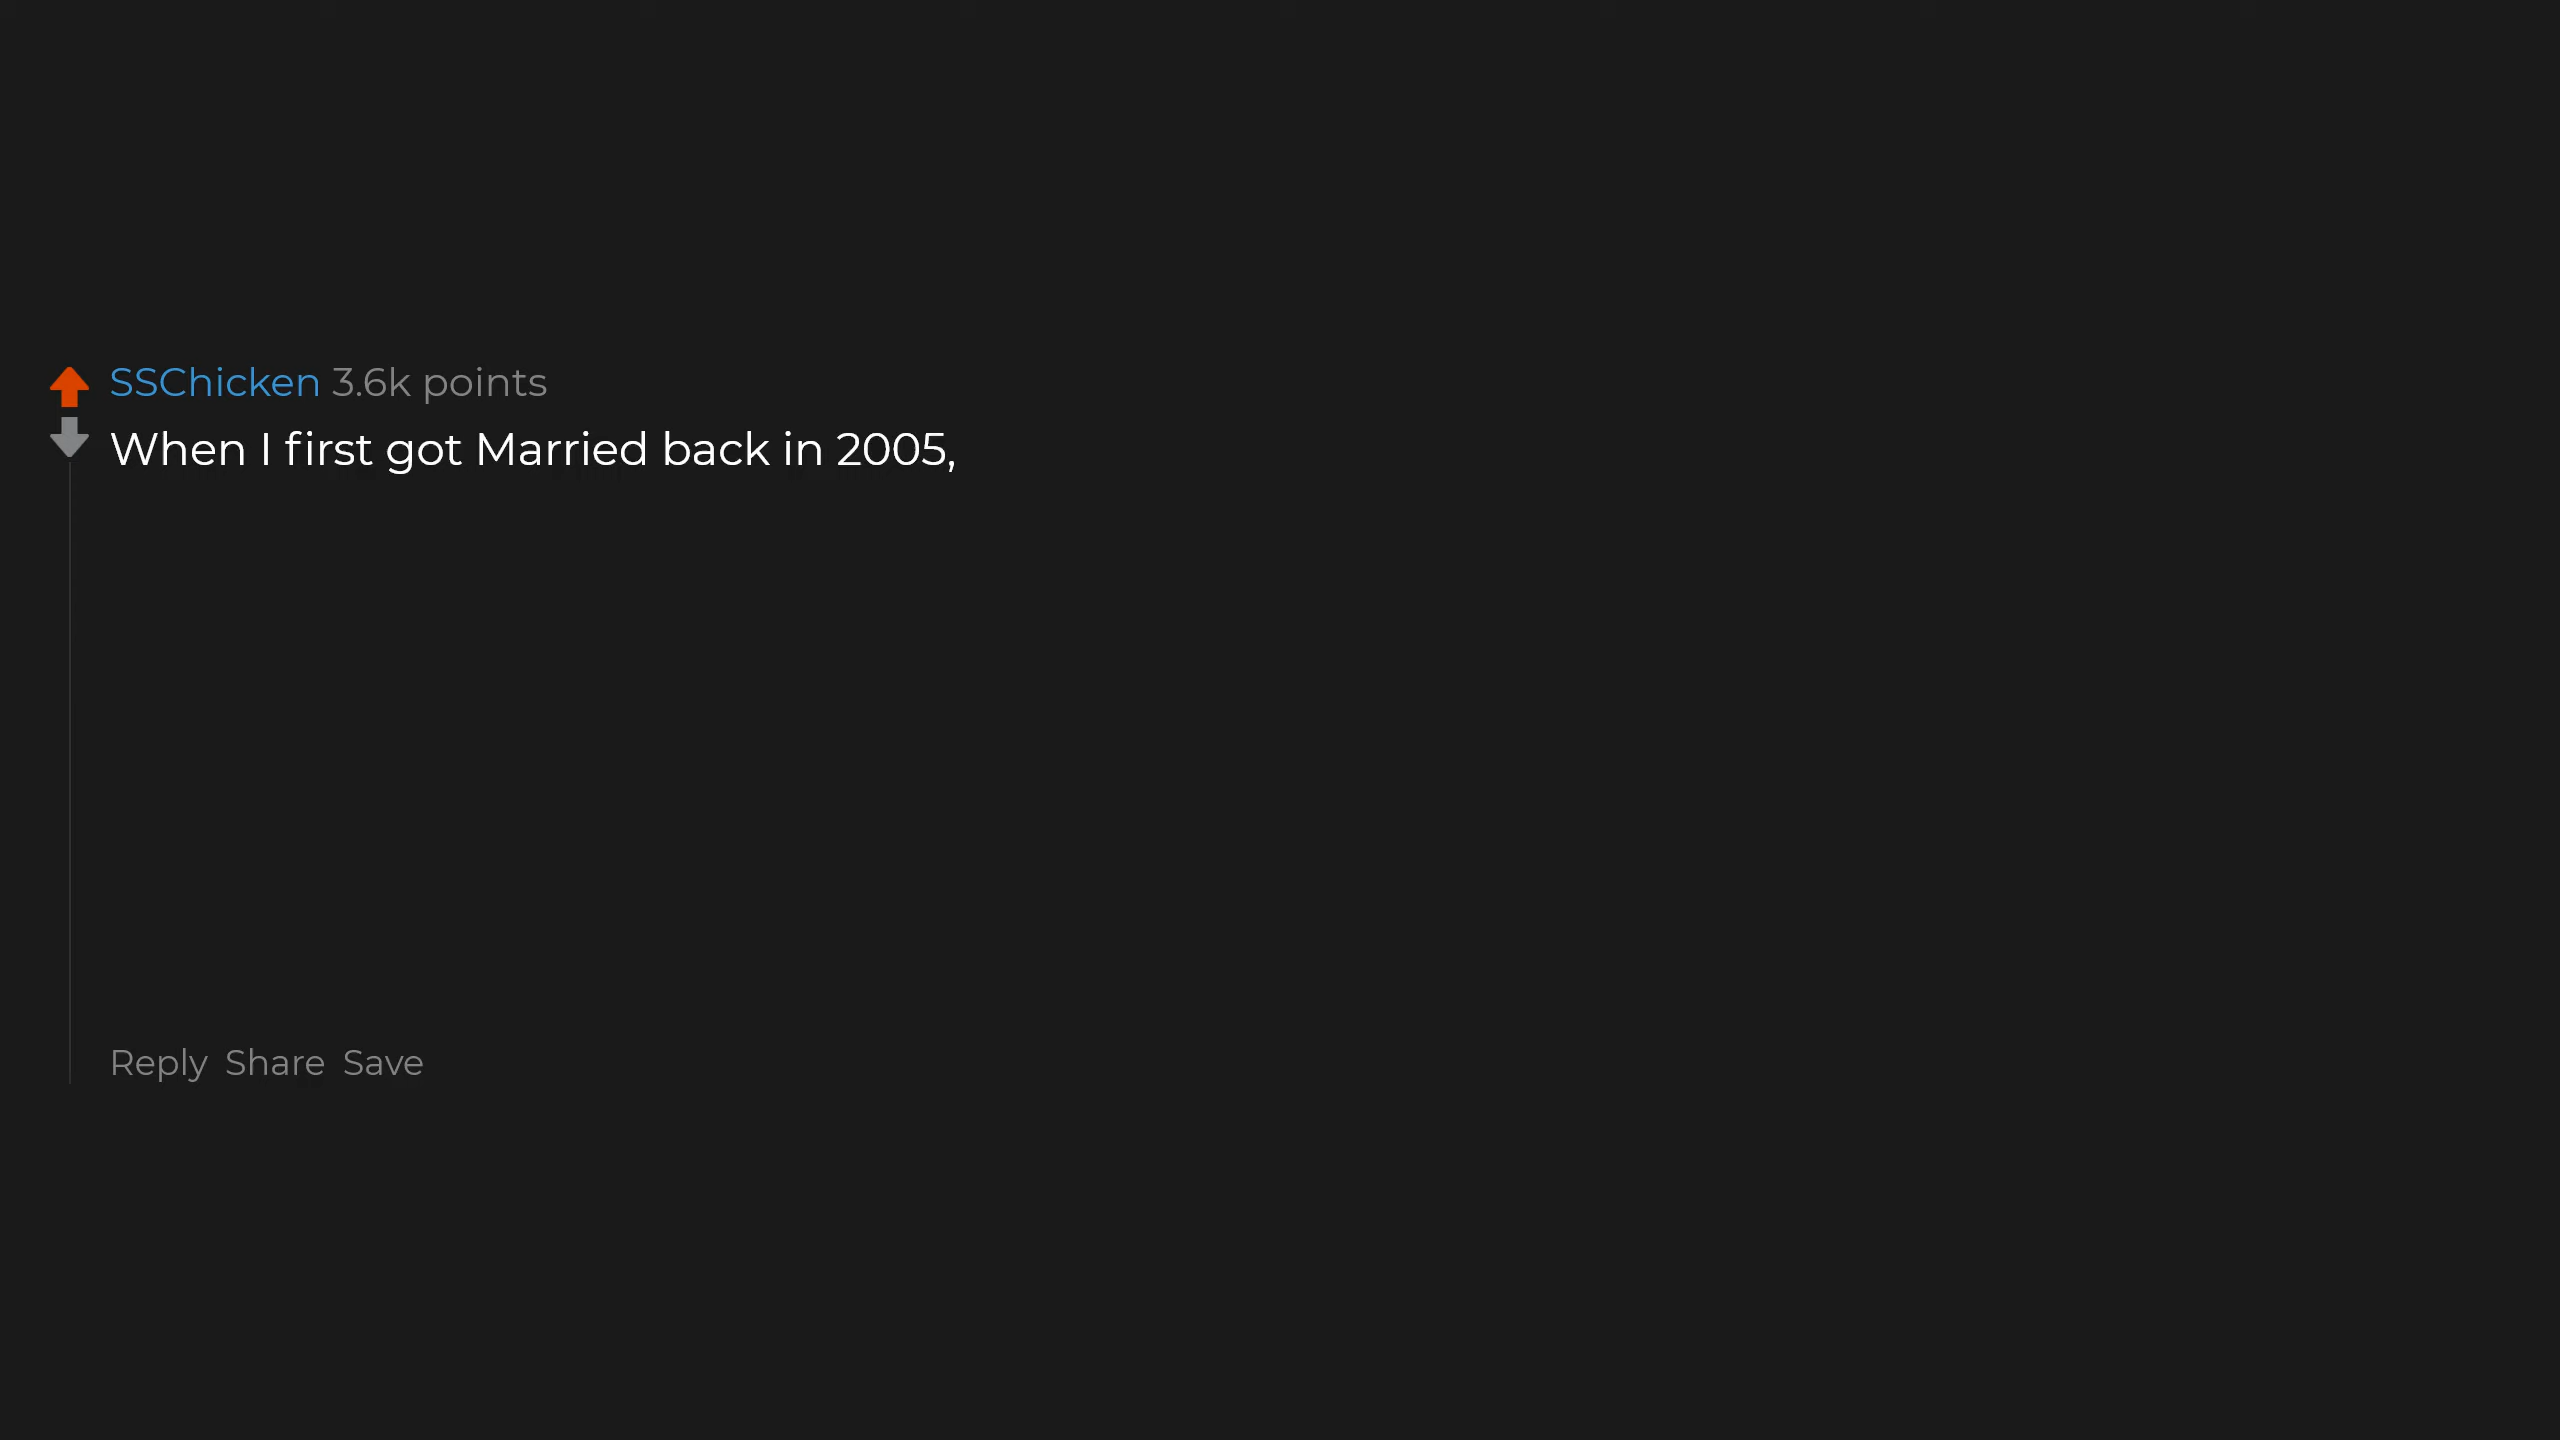 SSChicken 3.6k points
When I first got Married back in 2005,
Reply Share Save